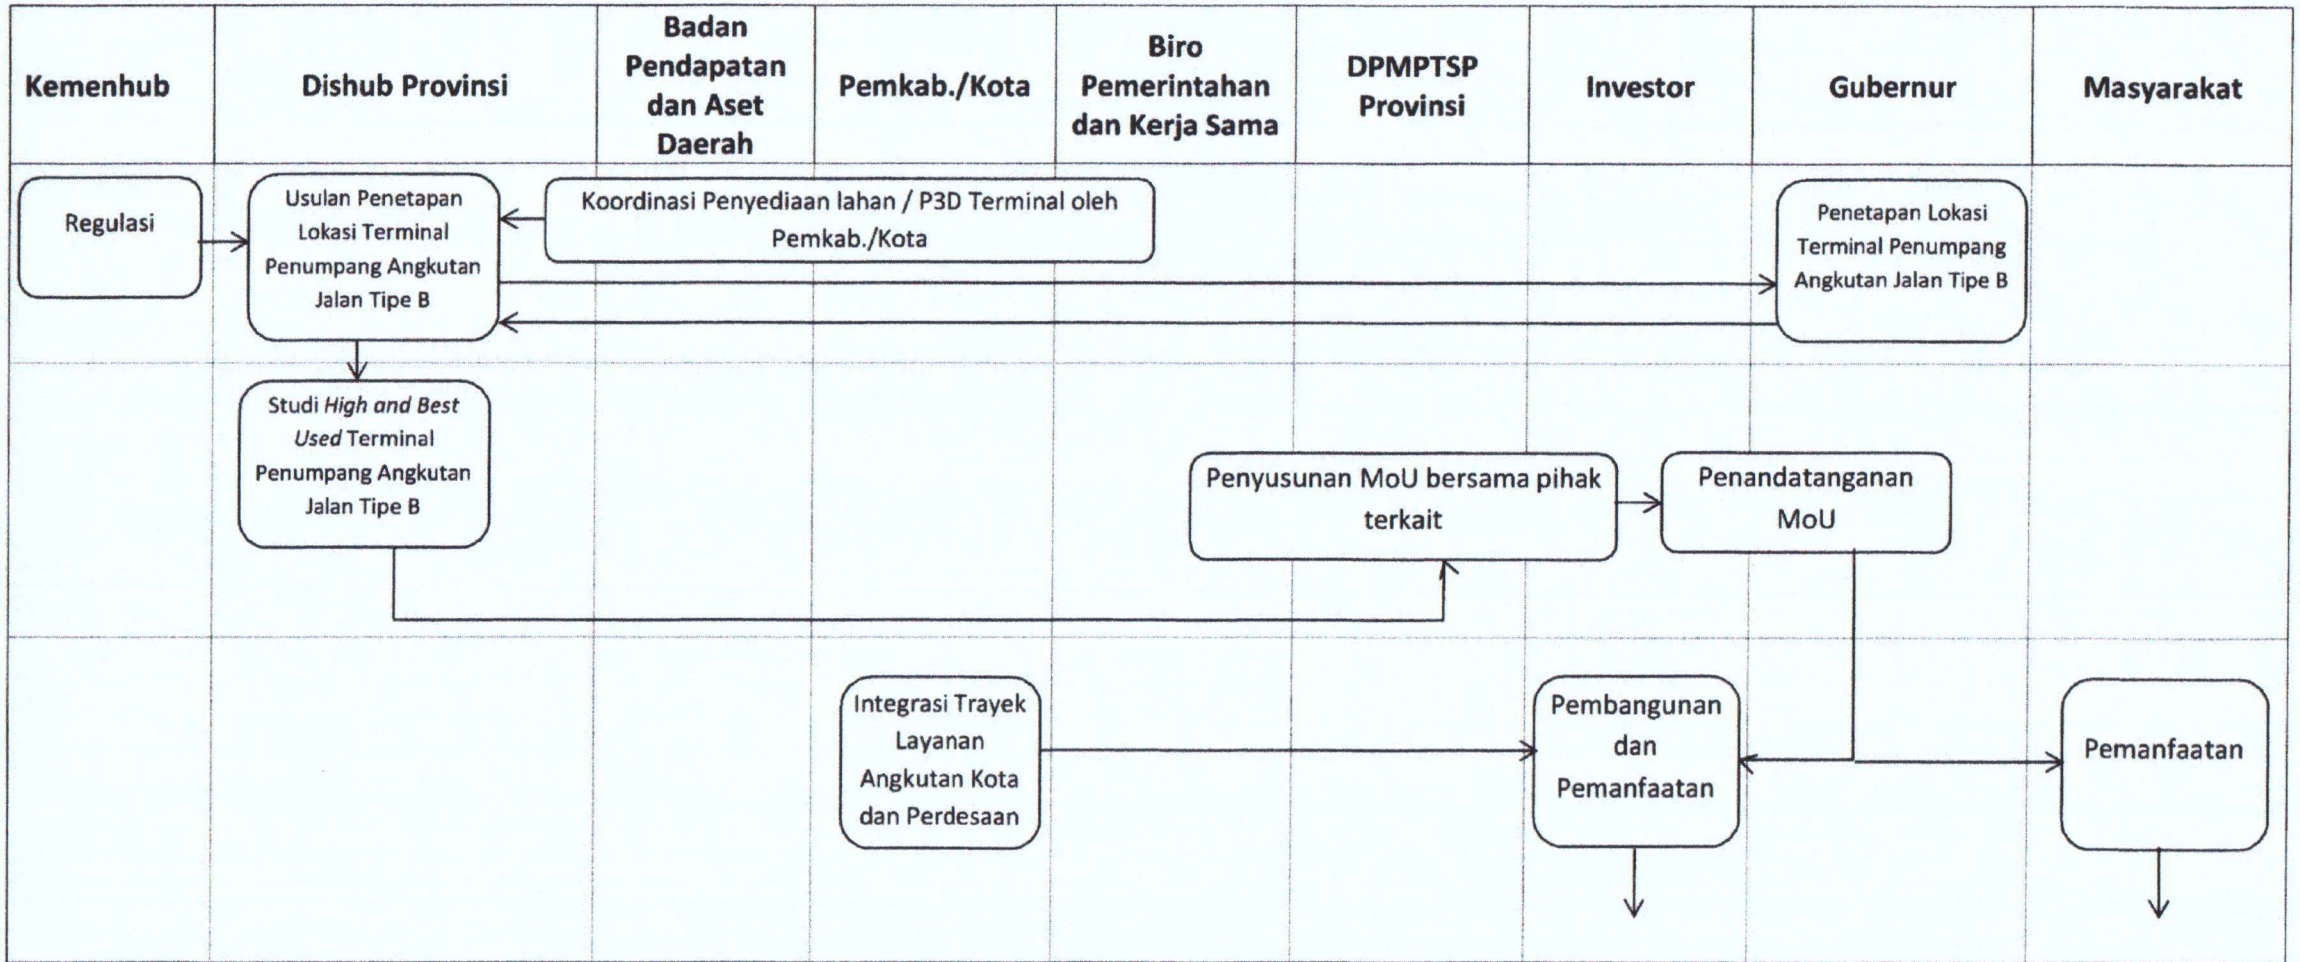 Kemenhub
Dishub Provinsi
Badan
Pendapatan
dan Aset
Daerah
Pemkab./Kota
Biro
Pemerintahan
dan Kerja Sama
DPMPTSP
Provinsi
Investor
Gubernur
Masyarakat
Regulasi
Usulan Penetapan
Lokasi Terminal
Penumpang Angkutan
Jalan Tipe B
Koordinasi Penyediaan lahan / P3D Terminal oleh
Pemkab./Kota
Penetapan Lokasi
Terminal Penumpang
Angkutan Jalan Tipe B
Studi High and Best
Used Terminal
Penumpang Angkutan
Jalan Tipe B
Penyusunan MoU bersama pihak
terkait
Penandatanganan
MoU
Integrasi Trayek
Layanan
Angkutan Kota
dan Perdesaan
Pembangunan
dan
Pemanfaatan
Pemanfaatan